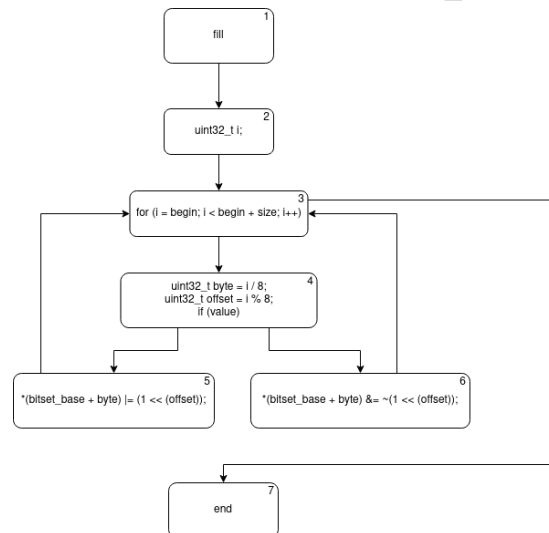 1
fill
2
uint32_t i;
3
for (i = begin; i < begin + size; i++)
4
uint32_t byte = i / 8;
uint32_t offset = i % 8;
if (value)
5
*(bitset_base + byte) |= (1 << (offset));
6
*(bitset_base + byte) &= ~(1 << (offset));
7
end